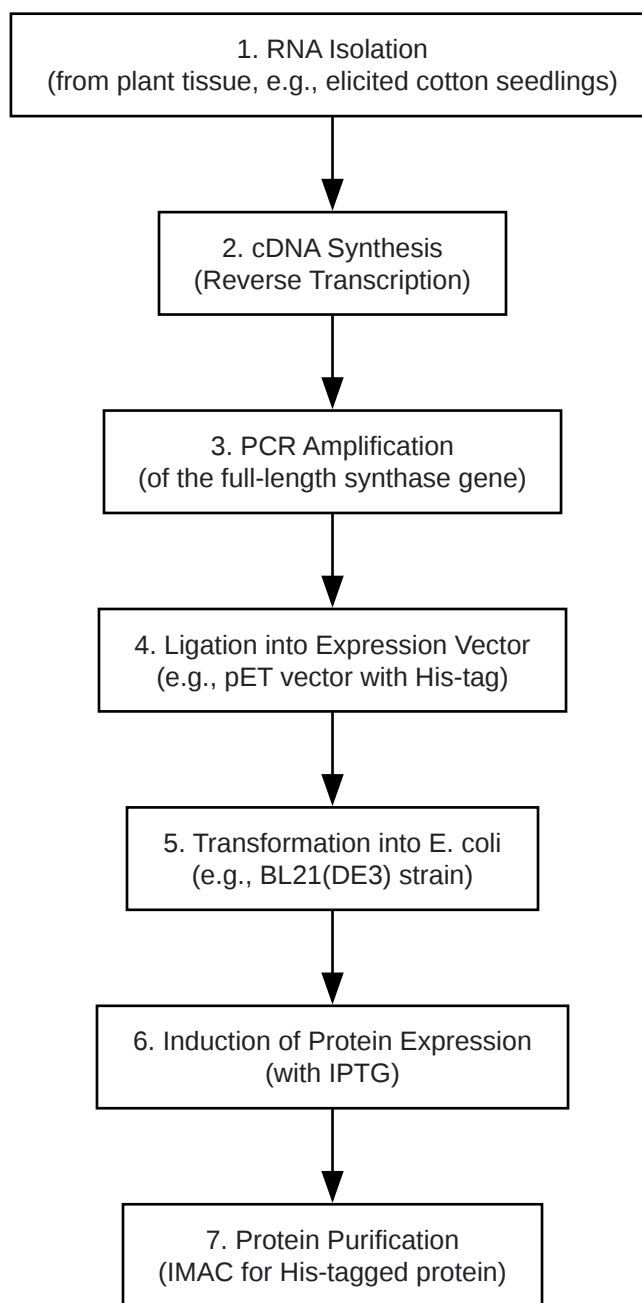 1. RNA Isolation
(from plant tissue, e.g., elicited cotton seedlings)
2. cDNA Synthesis
(Reverse Transcription)
3. PCR Amplification
(of the full-length synthase gene)
4. Ligation into Expression Vector
(e.g., pET vector with His-tag)
5. Transformation into E. coli
(e.g., BL21(DE3) strain)
6. Induction of Protein Expression
(with IPTG)
7. Protein Purification
(IMAC for His-tagged protein)